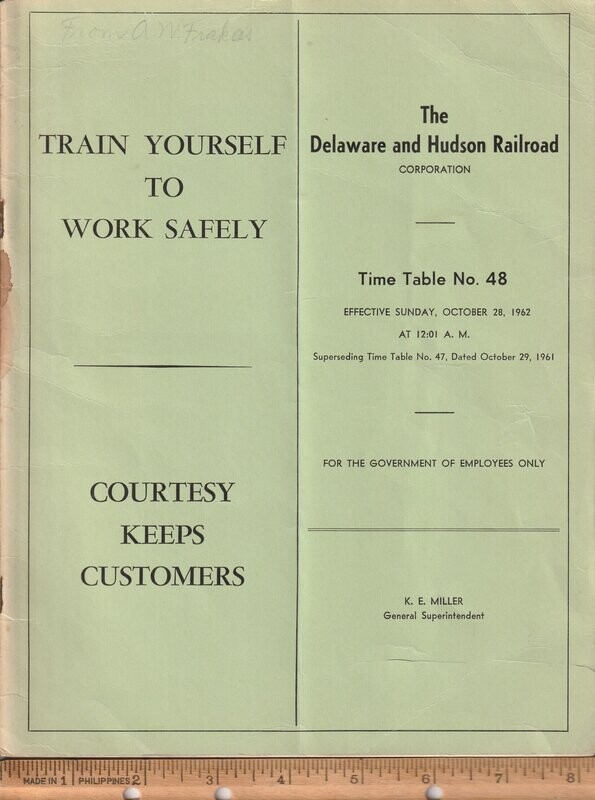 From A. W. Frakas
TRAIN YOURSELF
TO
WORK SAFELY
COURTESY
KEEPS
CUSTOMERS
The
Delaware and Hudson Railroad
CORPORATION
Time Table No. 48
EFFECTIVE SUNDAY, OCTOBER 28, 1962
AT 12:01 A. M.
Superseding Time Table No. 47, Dated October 29, 1961
FOR THE GOVERNMENT OF EMPLOYEES ONLY
K. E. MILLER
General Superintendent
MADE IN 1 PHILIPPINES 2 3 4 5 6 7 8